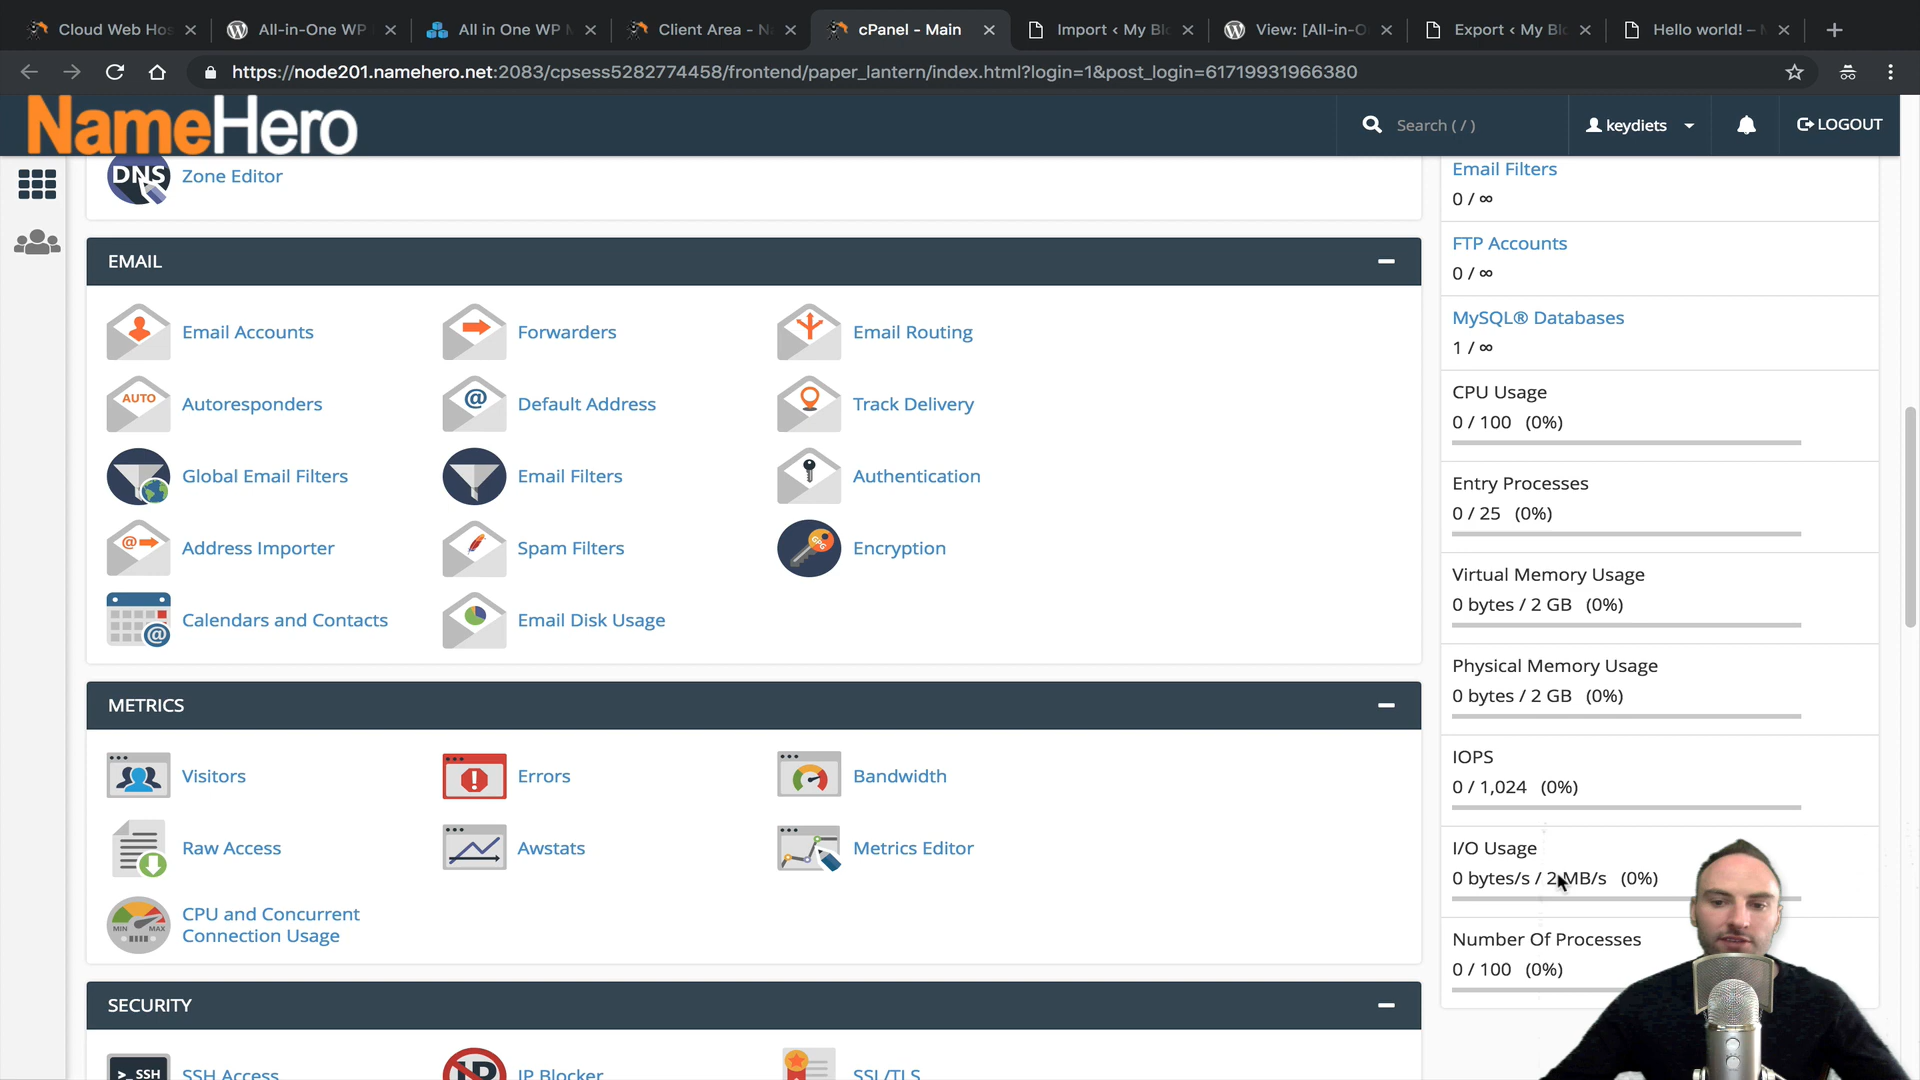 Cloud Web Hos
All-in-One WP
All in One WP M
Client Area - N
cPanel - Main
Import ‹ My Blo
View: [All-in-O
Export ‹ My Blo
Hello world! – M
https://node201.namehero.net:2083/cpsess5282774458/frontend/paper_lantern/index.html?login=1&post_login=61719931966380
NameHero
Search ( / )
keydiets
LOGOUT
DNS
Zone Editor
EMAIL
Email Accounts
Forwarders
Email Routing
AUTO
Autoresponders
@
Default Address
Track Delivery
Global Email Filters
Email Filters
Authentication
@
Address Importer
Spam Filters
GPG
Encryption
@
Calendars and Contacts
Email Disk Usage
METRICS
Visitors
Errors
Bandwidth
Raw Access
Awstats
Metrics Editor
MIN MAX
CPU and Concurrent
Connection Usage
SECURITY
>_ SSH
SSH Access
IP
IP Blocker
SSL/TLS
Email Filters
0 / ∞
FTP Accounts
0 / ∞
MySQL® Databases
1 / ∞
CPU Usage
0 / 100 (0%)
Entry Processes
0 / 25 (0%)
Virtual Memory Usage
0 bytes / 2 GB (0%)
Physical Memory Usage
0 bytes / 2 GB (0%)
IOPS
0 / 1,024 (0%)
I/O Usage
0 bytes/s / 2 MB/s (0%)
Number Of Processes
0 / 100 (0%)